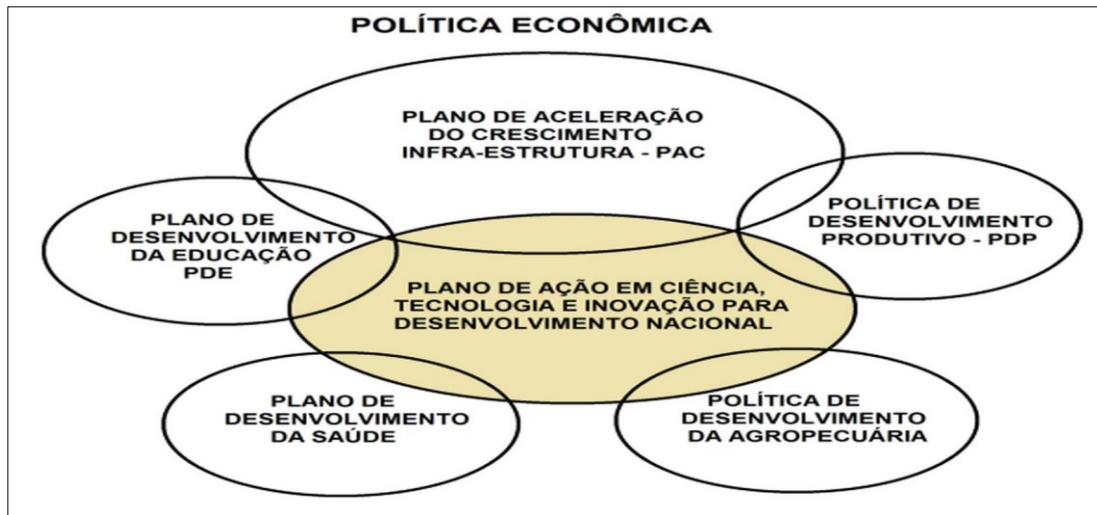 POLÍTICA ECONÔMICA
PLANO DE ACELERAÇÃO
DO CRESCIMENTO
INFRA-ESTRUTURA - PAC
PLANO DE
DESENVOLVIMENTO
DA EDUCAÇÃO
PDE
POLÍTICA DE
DESENVOLVIMENTO
PRODUTIVO - PDP
PLANO DE AÇÃO EM CIÊNCIA,
TECNOLOGIA E INOVAÇÃO PARA
DESENVOLVIMENTO NACIONAL
PLANO DE
DESENVOLVIMENTO
DA SAÚDE
POLÍTICA DE
DESENVOLVIMENTO
DA AGROPECUÁRIA